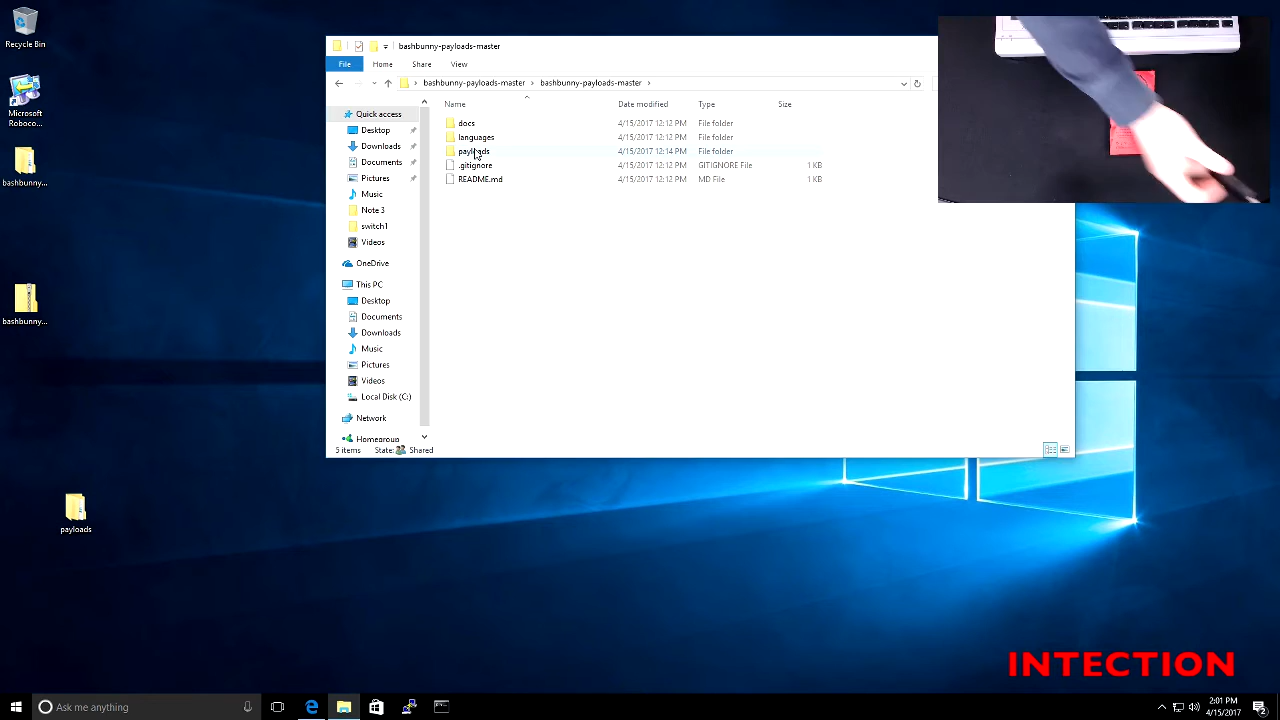 bashbunny-payloads-master
File Home Share View
bashbunny-payloads-master > bashbunny-payloads-master >
Name Date modified Type Size
docs 4/15/2017 12:12 PM File folder
languages 4/15/2017 12:12 PM File folder
payloads 4/15/2017 12:14 PM File folder
.gitignore 4/15/2017 12:12 PM GITIGNORE File 1 KB
README.md 4/15/2017 12:12 PM MD File 1 KB
Quick access
Desktop
Downloads
Documents
Pictures
Music
Note 3
switch1
Videos
OneDrive
This PC
Desktop
Documents
Downloads
Music
Pictures
Videos
Local Disk (C:)
Network
Homegroup
5 items State: Shared
Recycle Bin
Microsoft
Roboco...
bashbunny...
bashbunny...
payloads
INTECTION
Ask me anything
2:01 PM
4/15/2017
2